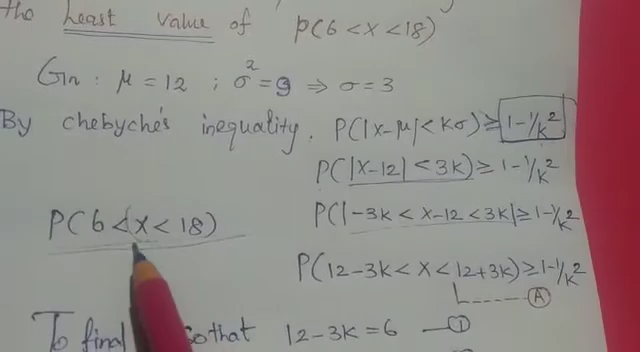 the Least value of P(6<X<18)
Gn: μ = 12 ; σ² = 9 ⇒ σ = 3
By chebyche's inequality. P(|X-μ|<Kσ) ≥ 1-1/K²
P(|X-12|<3K) ≥ 1-1/K²
P(|-3K < X-12 < 3K| ≥ 1-1/K²
P(6<X<18)
P(12-3K < X < 12+3K) ≥ 1-1/K²
A
To find so that 12-3K = 6 —①